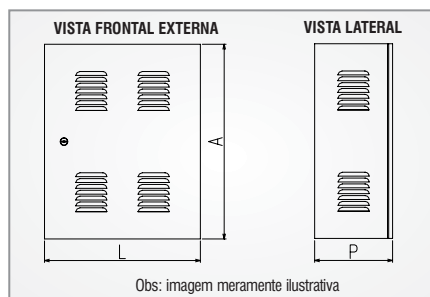 VISTA FRONTAL EXTERNA
VISTA LATERAL
A
L
P
Obs: imagem meramente ilustrativa